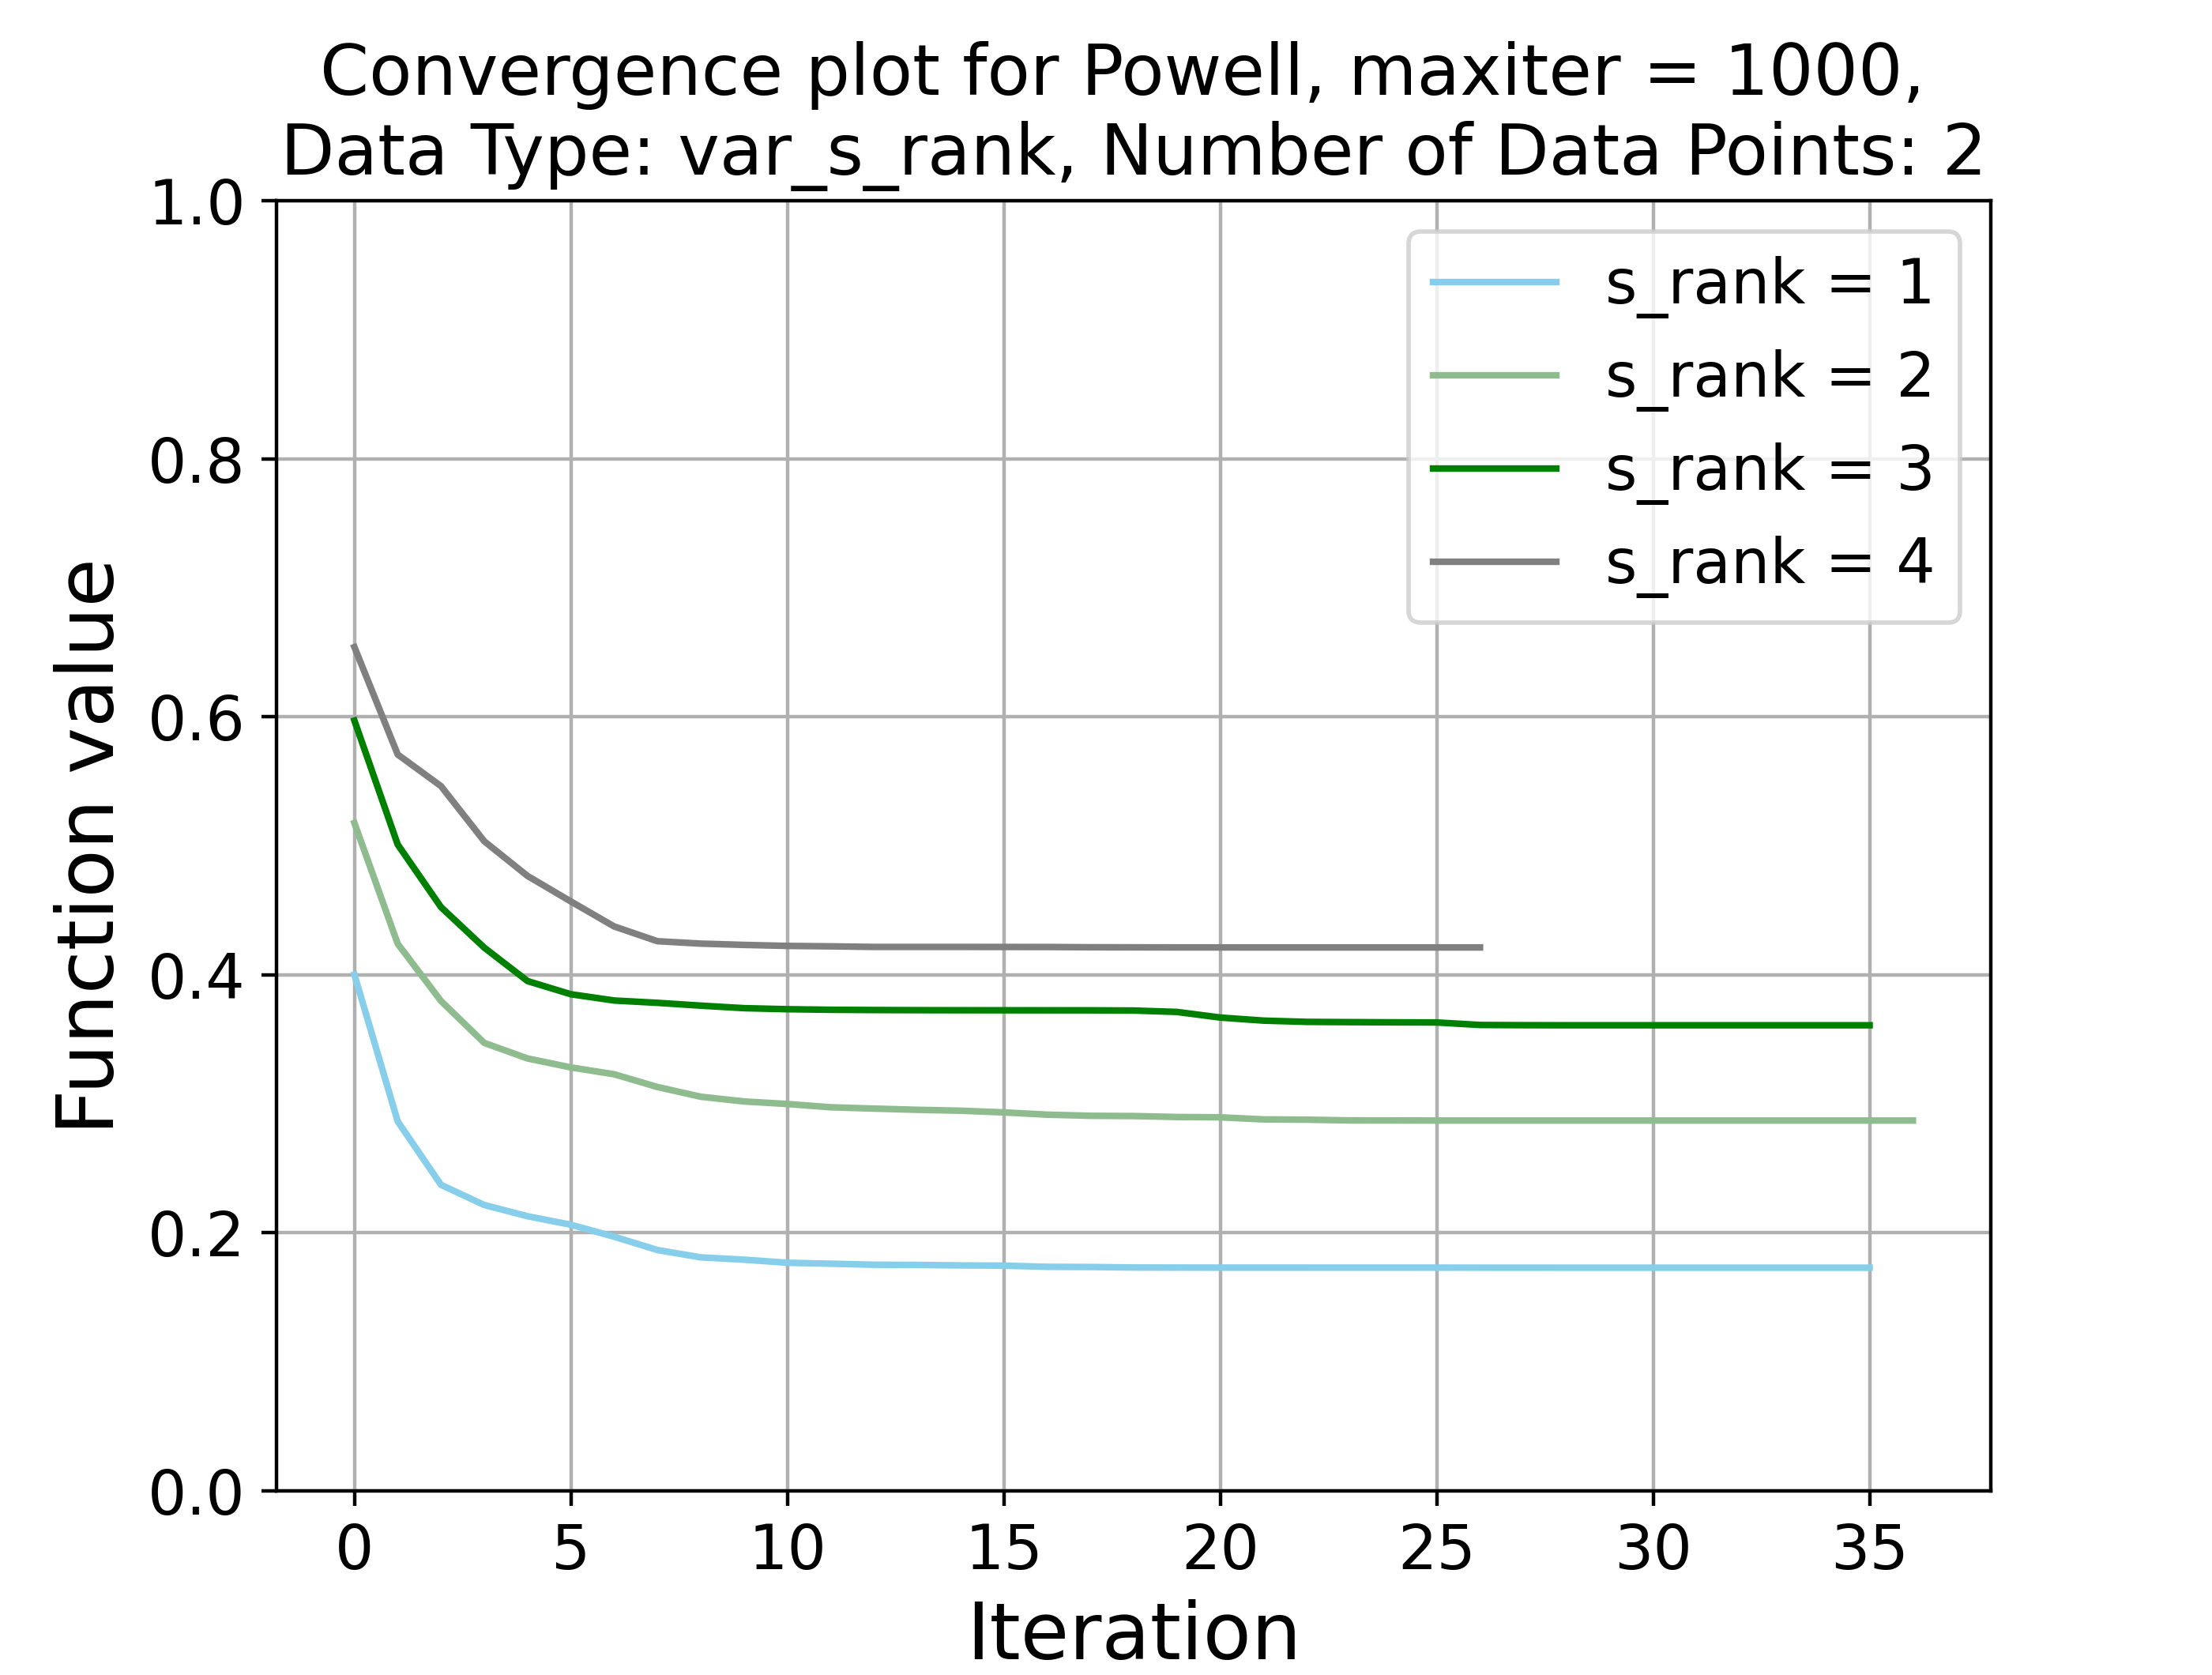 Convergence plot for Powell, maxiter = 1000,
Data Type: var_s_rank, Number of Data Points: 2
1.0
0.8
0.6
0.4
0.2
0.0
Function value
s_rank = 1
s_rank = 2
s_rank = 3
s_rank = 4
0 5 10 15 20 25 30 35
Iteration